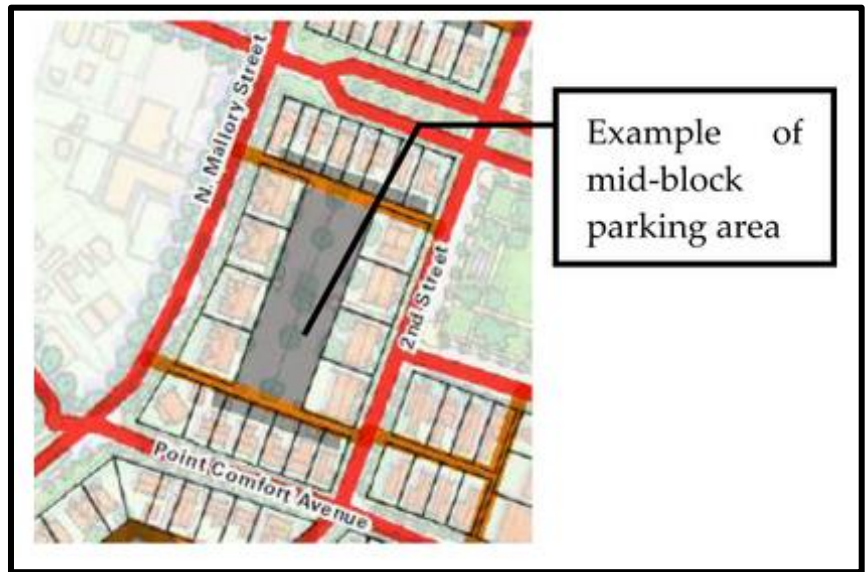 N. Mallory Street
Example of
mid-block
parking area
2nd Street
Point Comfort Avenue